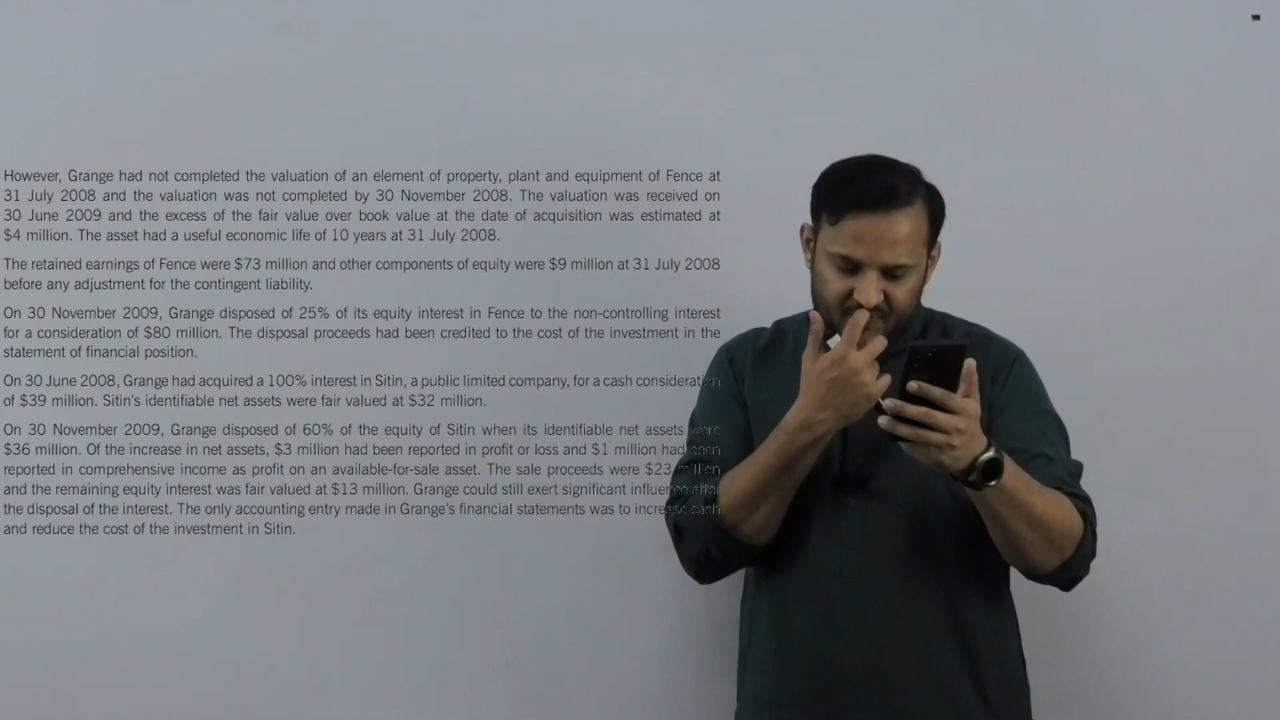 However, Grange had not completed the valuation of an element of property, plant and equipment of Fence at
31 July 2008 and the valuation was not completed by 30 November 2008. The valuation was received on
30 June 2009 and the excess of the fair value over book value at the date of acquisition was estimated at
$4 million. The asset had a useful economic life of 10 years at 31 July 2008.
The retained earnings of Fence were $73 million and other components of equity were $9 million at 31 July 2008
before any adjustment for the contingent liability.
On 30 November 2009, Grange disposed of 25% of its equity interest in Fence to the non-controlling interest
for a consideration of $80 million. The disposal proceeds had been credited to the cost of the investment in the
statement of financial position.
On 30 June 2008, Grange had acquired a 100% interest in Sitin, a public limited company, for a cash consideration
of $39 million. Sitin's identifiable net assets were fair valued at $32 million.
On 30 November 2009, Grange disposed of 60% of the equity of Sitin when its identifiable net assets were
$36 million. Of the increase in net assets, $3 million had been reported in profit or loss and $1 million had been
reported in comprehensive income as profit on an available-for-sale asset. The sale proceeds were $23 million
and the remaining equity interest was fair valued at $13 million. Grange could still exert significant influence after
the disposal of the interest. The only accounting entry made in Grange's financial statements was to increase cash
and reduce the cost of the investment in Sitin.